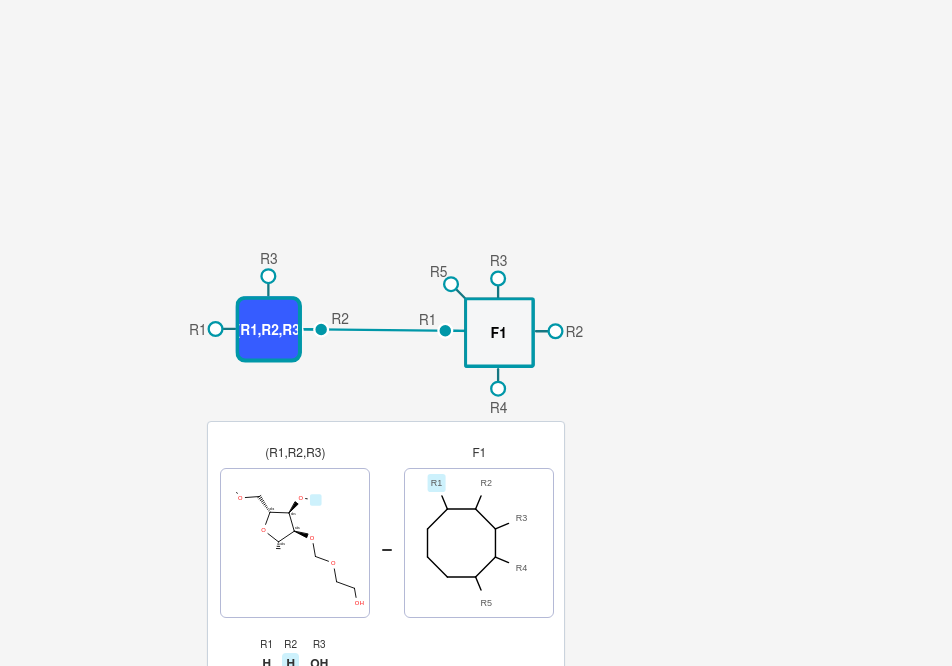 R3
R5
R3
R1
R1,R2,R3
R2
R1
F1
R2
R4
(R1,R2,R3)
F1
O
O
O
O
O
OH
R1
R2
R3
R4
R5
–
R1 R2 R3
H H OH